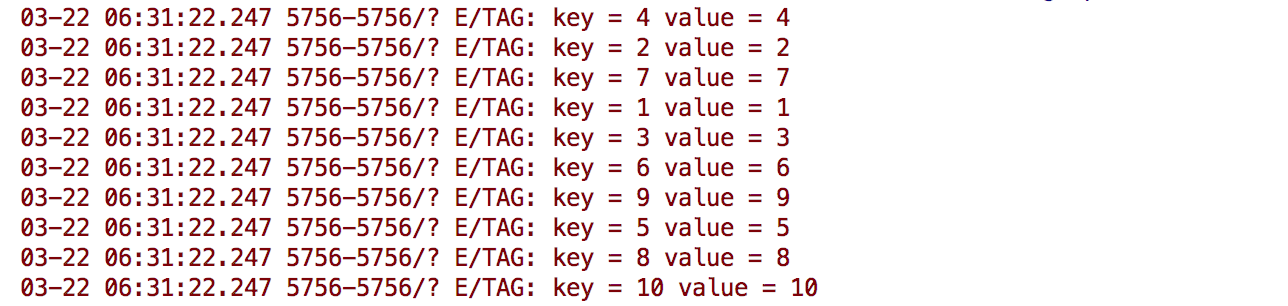 03-22 06:31:22.247 5756-5756/? E/TAG: key = 4 value = 4
03-22 06:31:22.247 5756-5756/? E/TAG: key = 2 value = 2
03-22 06:31:22.247 5756-5756/? E/TAG: key = 7 value = 7
03-22 06:31:22.247 5756-5756/? E/TAG: key = 1 value = 1
03-22 06:31:22.247 5756-5756/? E/TAG: key = 3 value = 3
03-22 06:31:22.247 5756-5756/? E/TAG: key = 6 value = 6
03-22 06:31:22.247 5756-5756/? E/TAG: key = 9 value = 9
03-22 06:31:22.247 5756-5756/? E/TAG: key = 5 value = 5
03-22 06:31:22.247 5756-5756/? E/TAG: key = 8 value = 8
03-22 06:31:22.247 5756-5756/? E/TAG: key = 10 value = 10